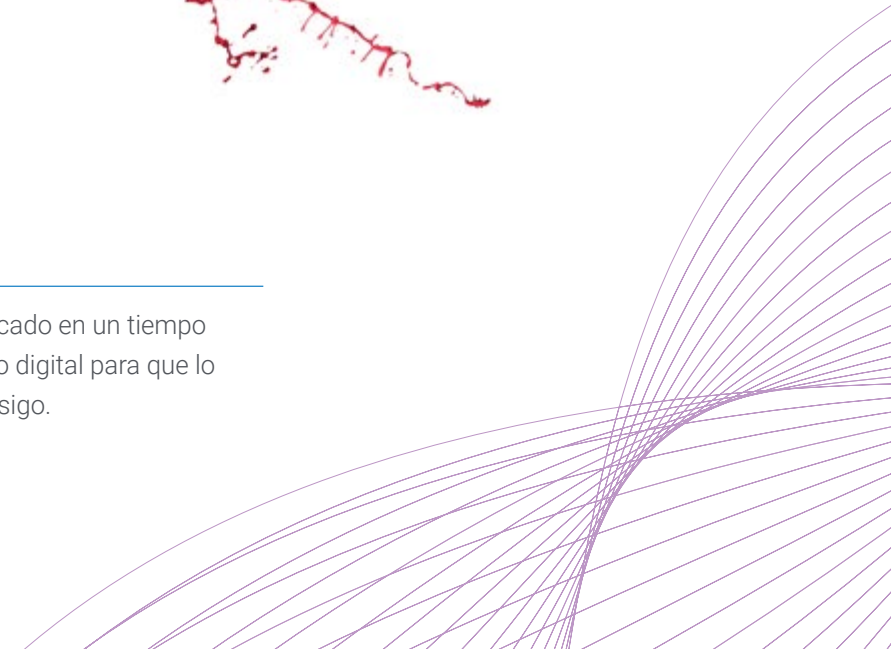 cado en un tiempo
o digital para que lo
sigo.